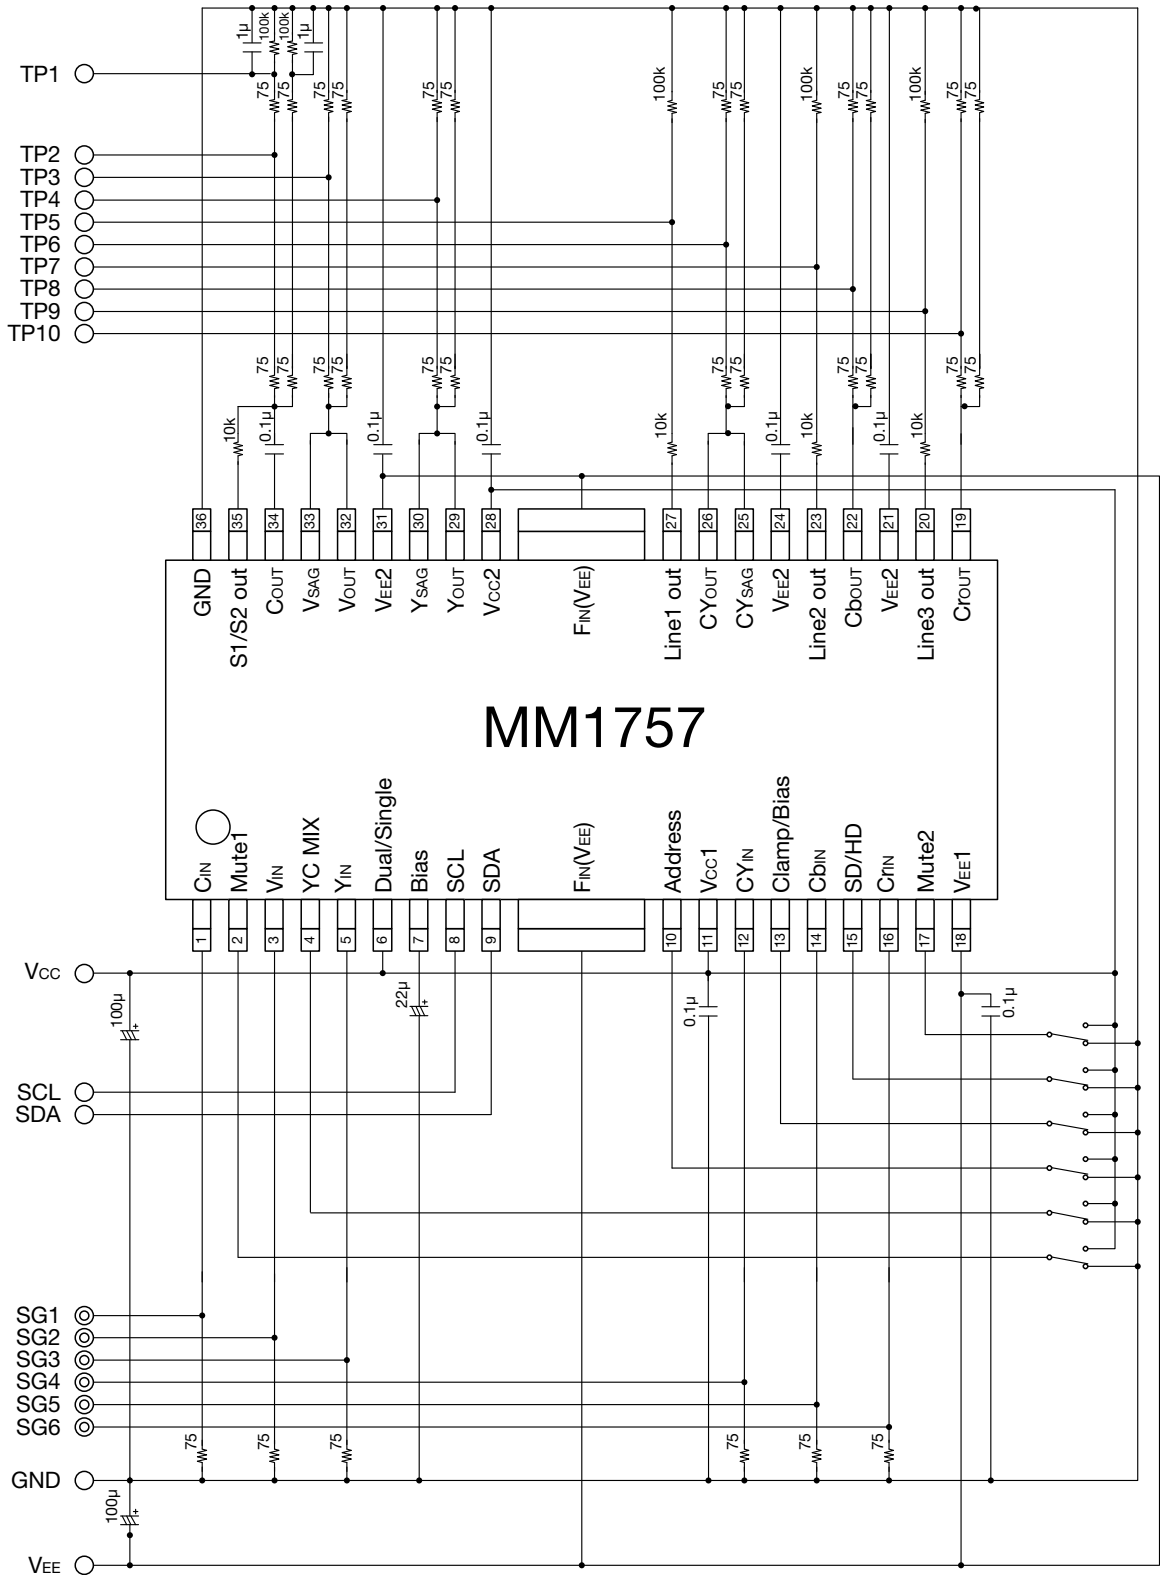 1μ
100k
100k
1μ
TP1
75
75
75
75
75
75
100k
75
75
100k
75
75
100k
75
75
TP2
TP3
TP4
TP5
TP6
TP7
TP8
TP9
TP10
75
75
75
75
75
75
75
75
75
75
75
75
10k
0.1μ
0.1μ
0.1μ
10k
0.1μ
10k
0.1μ
10k
36
35
34
33
32
31
30
29
28
27
26
25
24
23
22
21
20
19
GND
S1/S2 out
COUT
VSAG
VOUT
VEE2
YSAG
YOUT
VCC2
FIN(VEE)
Line1 out
CYOUT
CYSAG
VEE2
Line2 out
CbOUT
VEE2
Line3 out
CrOUT
MM1757
CIN
Mute1
VIN
YC MIX
YIN
Dual/Single
Bias
SCL
SDA
FIN(VEE)
Address
VCC1
CYIN
Clamp/Bias
CbIN
SD/HD
CrIN
Mute2
VEE1
1
2
3
4
5
6
7
8
9
10
11
12
13
14
15
16
17
18
VCC
100μ
+
22μ
+
0.1μ
0.1μ
SCL
SDA
SG1
SG2
SG3
SG4
SG5
SG6
75
75
75
75
75
75
GND
100μ
+
VEE